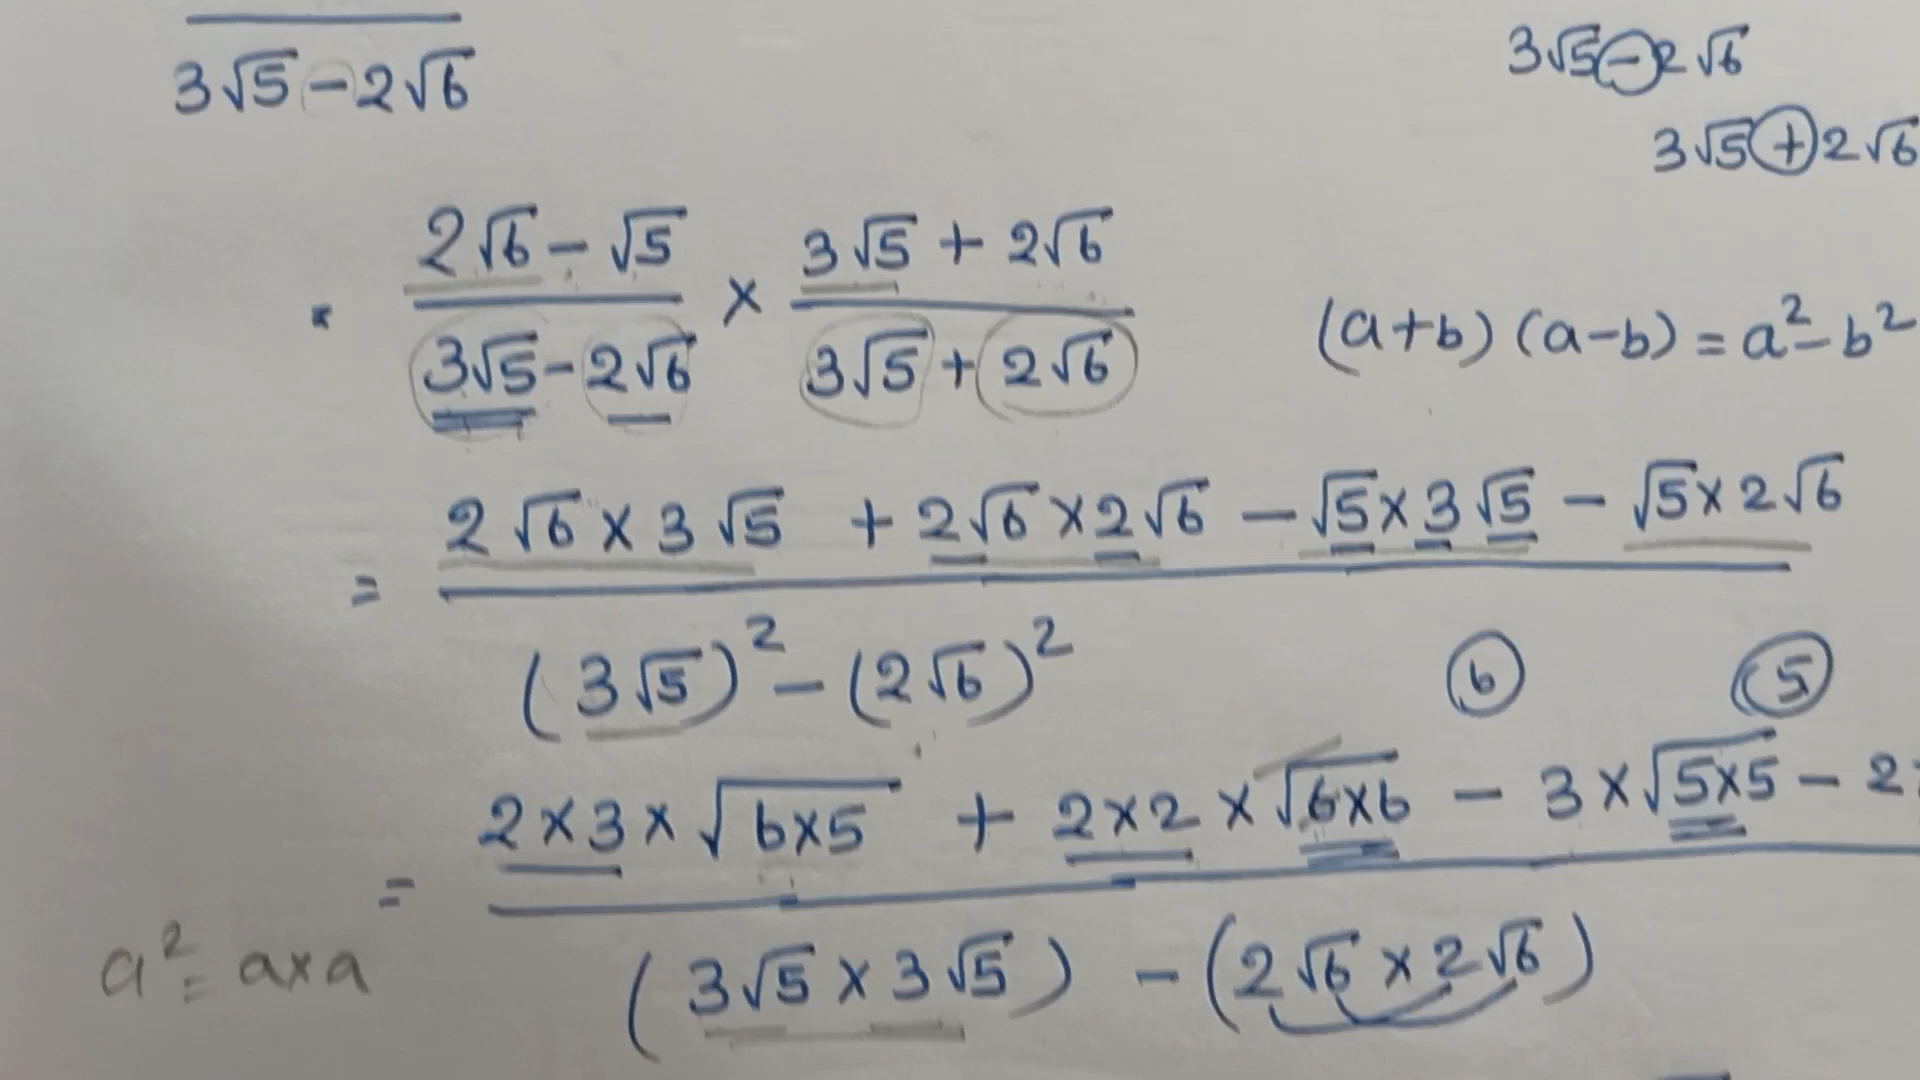 3√5 - 2√6
3√5 - 2√6
3√5 + 2√6
2√6 - √5 / 3√5 - 2√6 × 3√5 + 2√6 / 3√5 + 2√6
(a+b) (a-b) = a² - b²
= 2√6 × 3√5 + 2√6 × 2√6 - √5 × 3√5 - √5 × 2√6
(3√5)² - (2√6)²
6 5
= 2×3×√6×5 + 2×2×√6×6 - 3×√5×5 - 2
(3√5 × 3√5) - (2√6 × 2√6)
a² = a×a